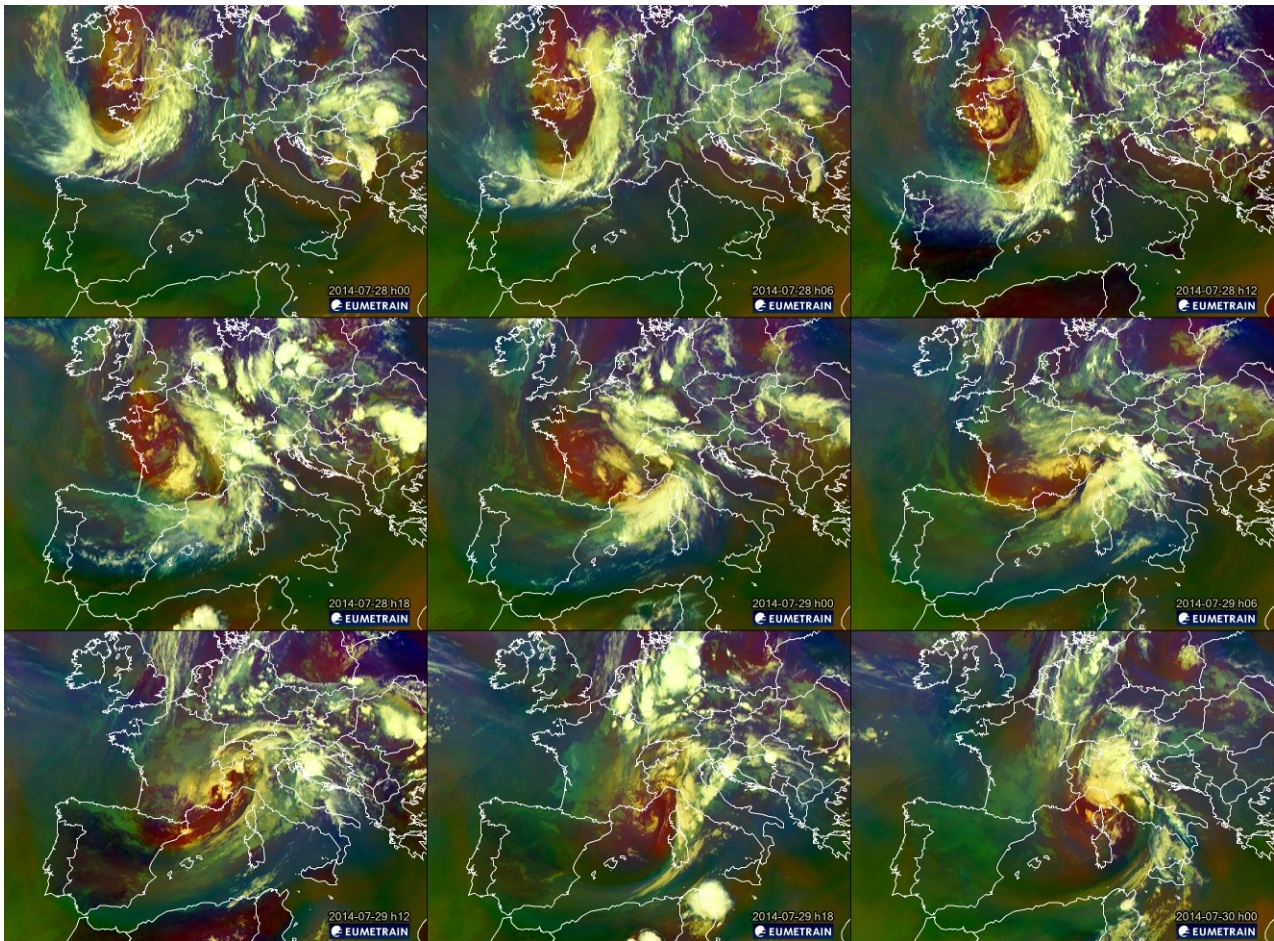 2014-07-28 h00
EUMETRAIN
2014-07-28 h06
EUMETRAIN
2014-07-28 h12
EUMETRAIN
2014-07-28 h18
EUMETRAIN
2014-07-29 h00
EUMETRAIN
2014-07-29 h06
EUMETRAIN
2014-07-29 h12
EUMETRAIN
2014-07-29 h18
EUMETRAIN
2014-07-30 h00
EUMETRAIN